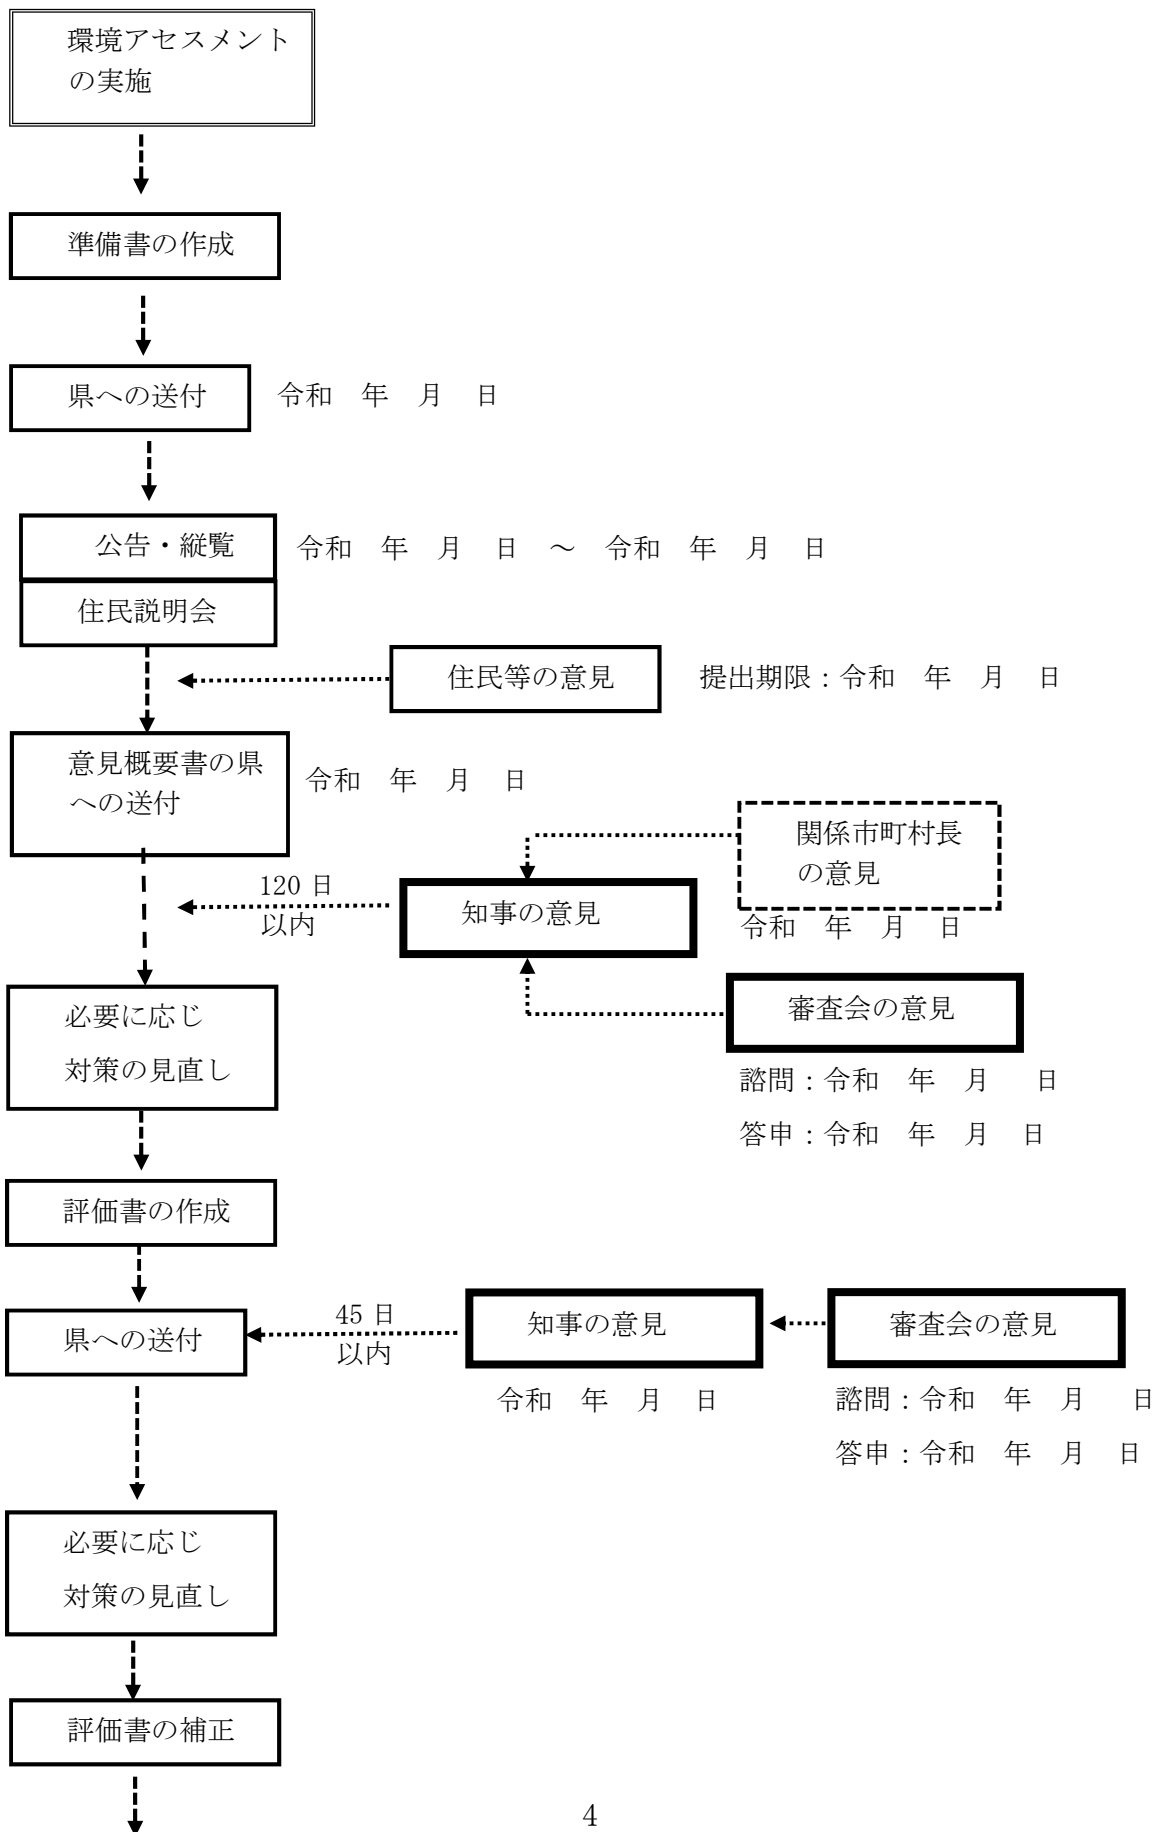 環境アセスメント
の実施
準備書の作成
県への送付　令和　年　月　日
公告・縦覧　令和　年　月　日　～　令和　年　月　日
住民説明会
住民等の意見　提出期限：令和　年　月　日
意見概要書の県
への送付
令和　年　月　日
関係市町村長
の意見
令和　年　月　日
120 日
以内
知事の意見
審査会の意見
諮問：令和　年　月　日
答申：令和　年　月　日
必要に応じ
対策の見直し
評価書の作成
県への送付
45 日
以内
知事の意見
令和　年　月　日
審査会の意見
諮問：令和　年　月　日
答申：令和　年　月　日
必要に応じ
対策の見直し
評価書の補正
4